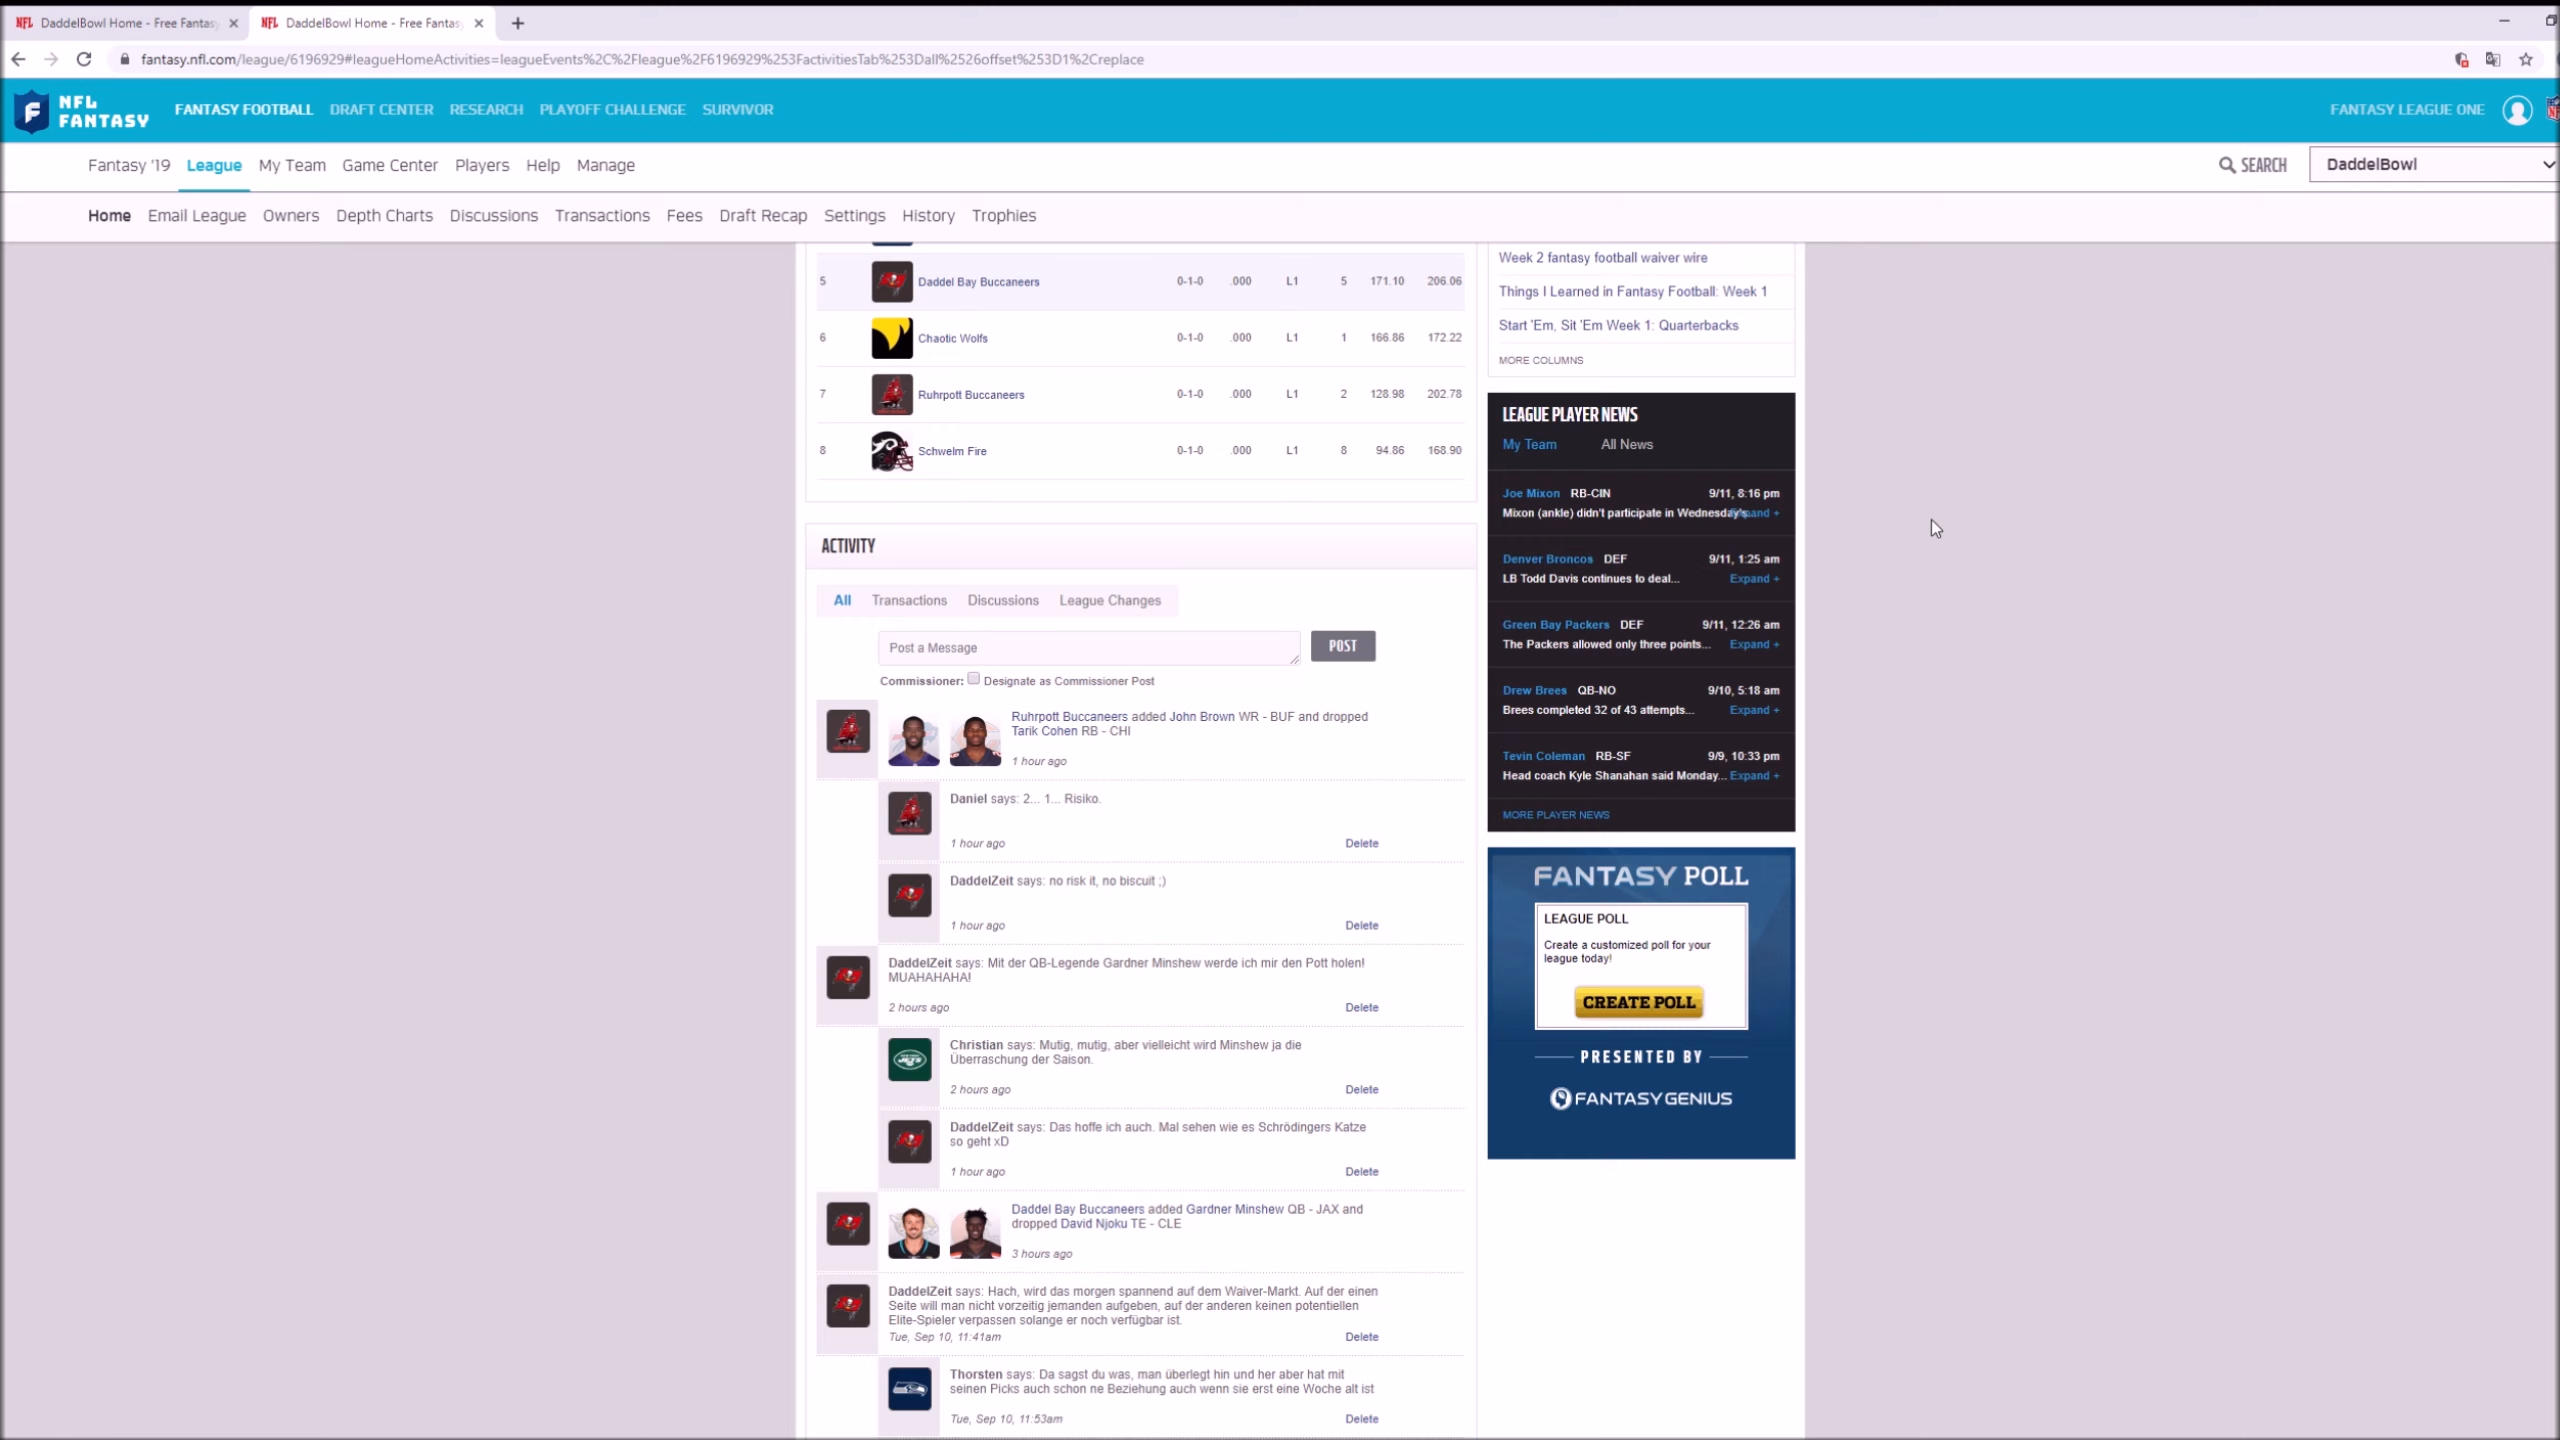 DaddelBowl Home - Free Fantas
DaddelBowl Home - Free Fantas
fantasy.nfl.com/league/6196929#leagueHomeActivities=leagueEvents%2C%2Fleague%2F6196929%253FactivitiesTab%253Dall%2526offset%253D1%2Creplace
NFL FANTASY
FANTASY FOOTBALL DRAFT CENTER RESEARCH PLAYOFF CHALLENGE SURVIVOR
FANTASY LEAGUE ONE
Fantasy '19 League My Team Game Center Players Help Manage
SEARCH
DaddelBowl
Home Email League Owners Depth Charts Discussions Transactions Fees Draft Recap Settings History Trophies
5 Daddel Bay Buccaneers 0-1-0 .000 L1 5 171.10 206.06
6 Chaotic Wolfs 0-1-0 .000 L1 1 166.86 172.22
7 Ruhrpott Buccaneers 0-1-0 .000 L1 2 128.98 202.78
8 Schwelm Fire 0-1-0 .000 L1 8 94.86 168.90
ACTIVITY
All Transactions Discussions League Changes
Post a Message
POST
Commissioner: Designate as Commissioner Post
Ruhrpott Buccaneers added John Brown WR - BUF and dropped
Tarik Cohen RB - CHI
1 hour ago
Daniel says: 2... 1... Risiko.
1 hour ago Delete
DaddelZeit says: no risk it, no biscuit ;)
1 hour ago Delete
DaddelZeit says: Mit der QB-Legende Gardner Minshew werde ich mir den Pott holen!
MUAHAHAHA!
2 hours ago Delete
Christian says: Mutig, mutig, aber vielleicht wird Minshew ja die
Überraschung der Saison.
2 hours ago Delete
DaddelZeit says: Das hoffe ich auch. Mal sehen wie es Schrödingers Katze
so geht xD
1 hour ago Delete
Daddel Bay Buccaneers added Gardner Minshew QB - JAX and
dropped David Njoku TE - CLE
3 hours ago
DaddelZeit says: Hach, wird das morgen spannend auf dem Waiver-Markt. Auf der einen
Seite will man nicht vorzeitig jemanden aufgeben, auf der anderen keinen potentiellen
Elite-Spieler verpassen solange er noch verfügbar ist.
Tue, Sep 10, 11:41am Delete
Thorsten says: Da sagst du was, man überlegt hin und her aber hat mit
seinen Picks auch schon ne Beziehung auch wenn sie erst eine Woche alt ist
Tue, Sep 10, 11:53am Delete
Week 2 fantasy football waiver wire
Things I Learned in Fantasy Football: Week 1
Start 'Em, Sit 'Em Week 1: Quarterbacks
MORE COLUMNS
LEAGUE PLAYER NEWS
My Team All News
Joe Mixon RB-CIN 9/11, 8:16 pm
Mixon (ankle) didn't participate in Wednesday's...
Denver Broncos DEF 9/11, 1:25 am
LB Todd Davis continues to deal... Expand +
Green Bay Packers DEF 9/11, 12:26 am
The Packers allowed only three points... Expand +
Drew Brees QB-NO 9/10, 5:18 am
Brees completed 32 of 43 attempts... Expand +
Tevin Coleman RB-SF 9/9, 10:33 pm
Head coach Kyle Shanahan said Monday... Expand +
MORE PLAYER NEWS
FANTASY POLL
LEAGUE POLL
Create a customized poll for your
league today!
CREATE POLL
PRESENTED BY
FANTASY GENIUS